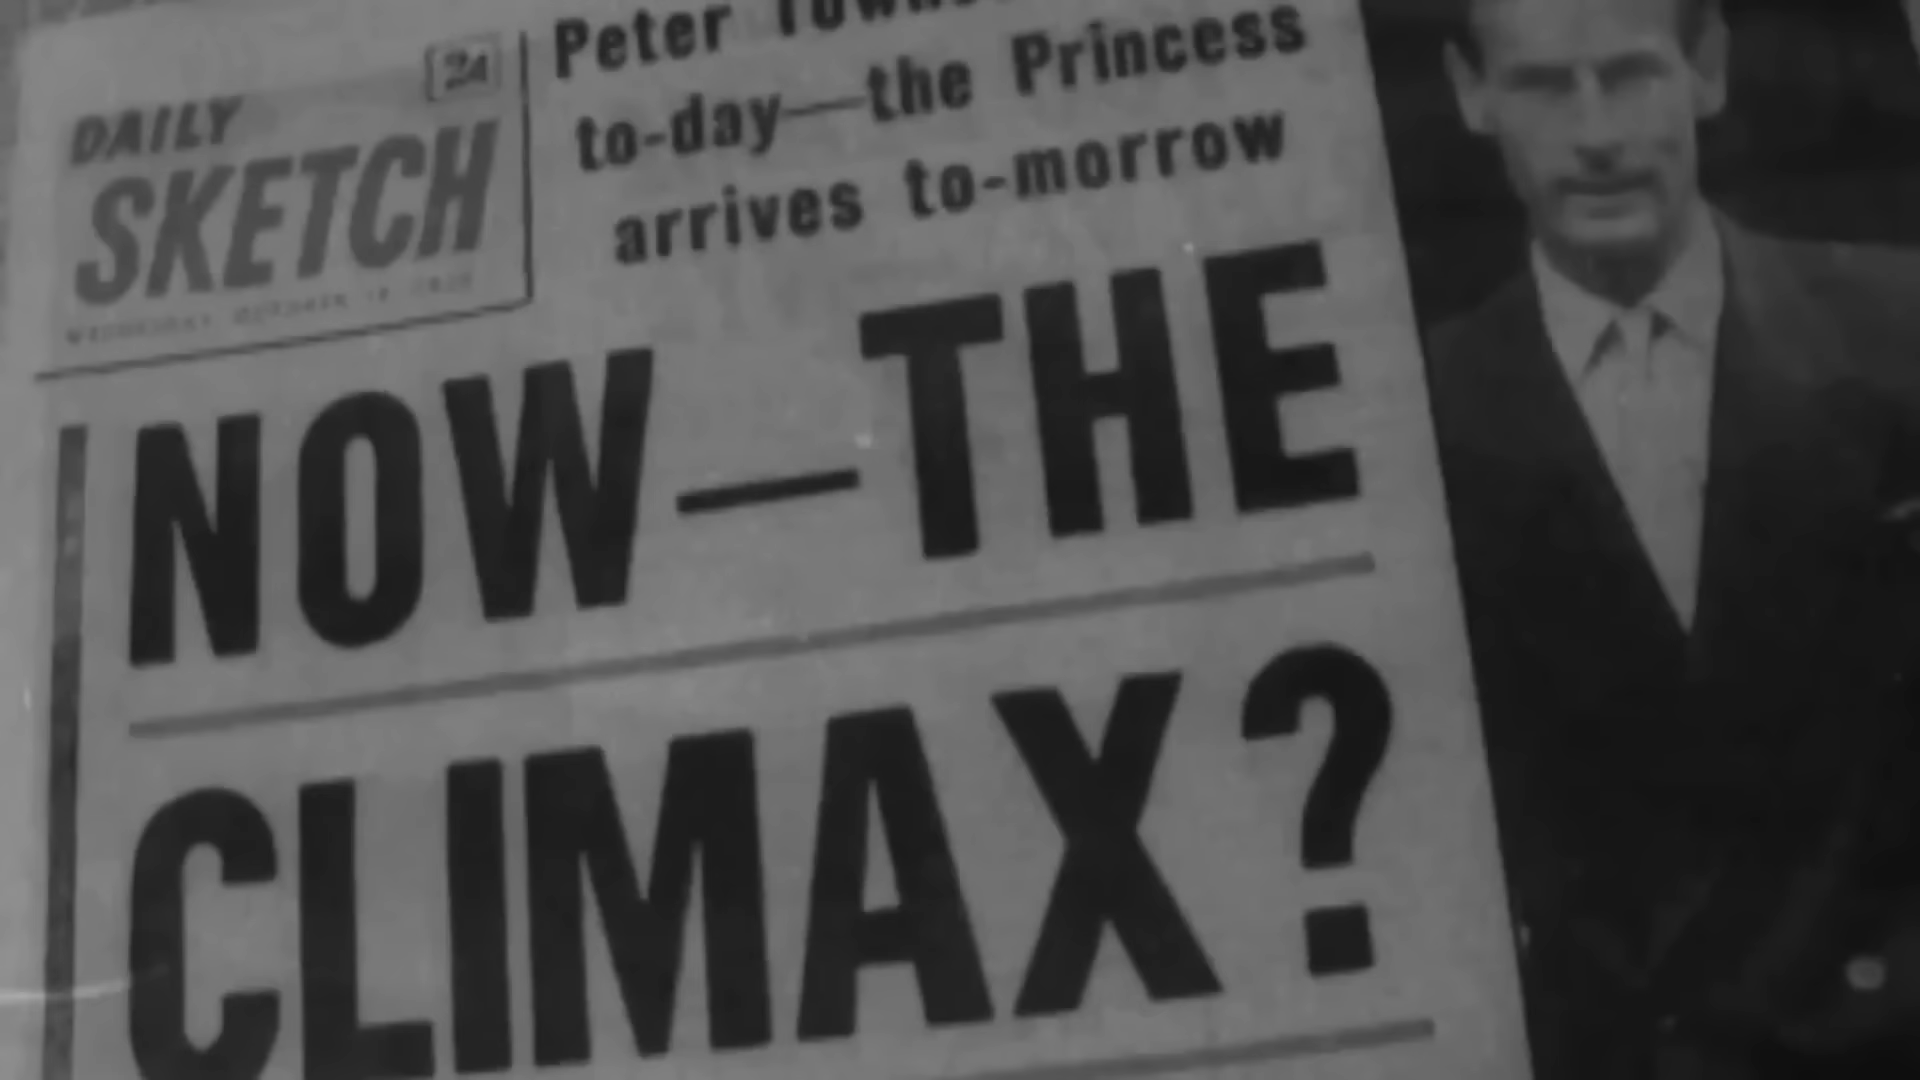 DAILY
SKETCH
Peter
to-day—the Princess
arrives to-morrow
NOW—THE
CLIMAX?